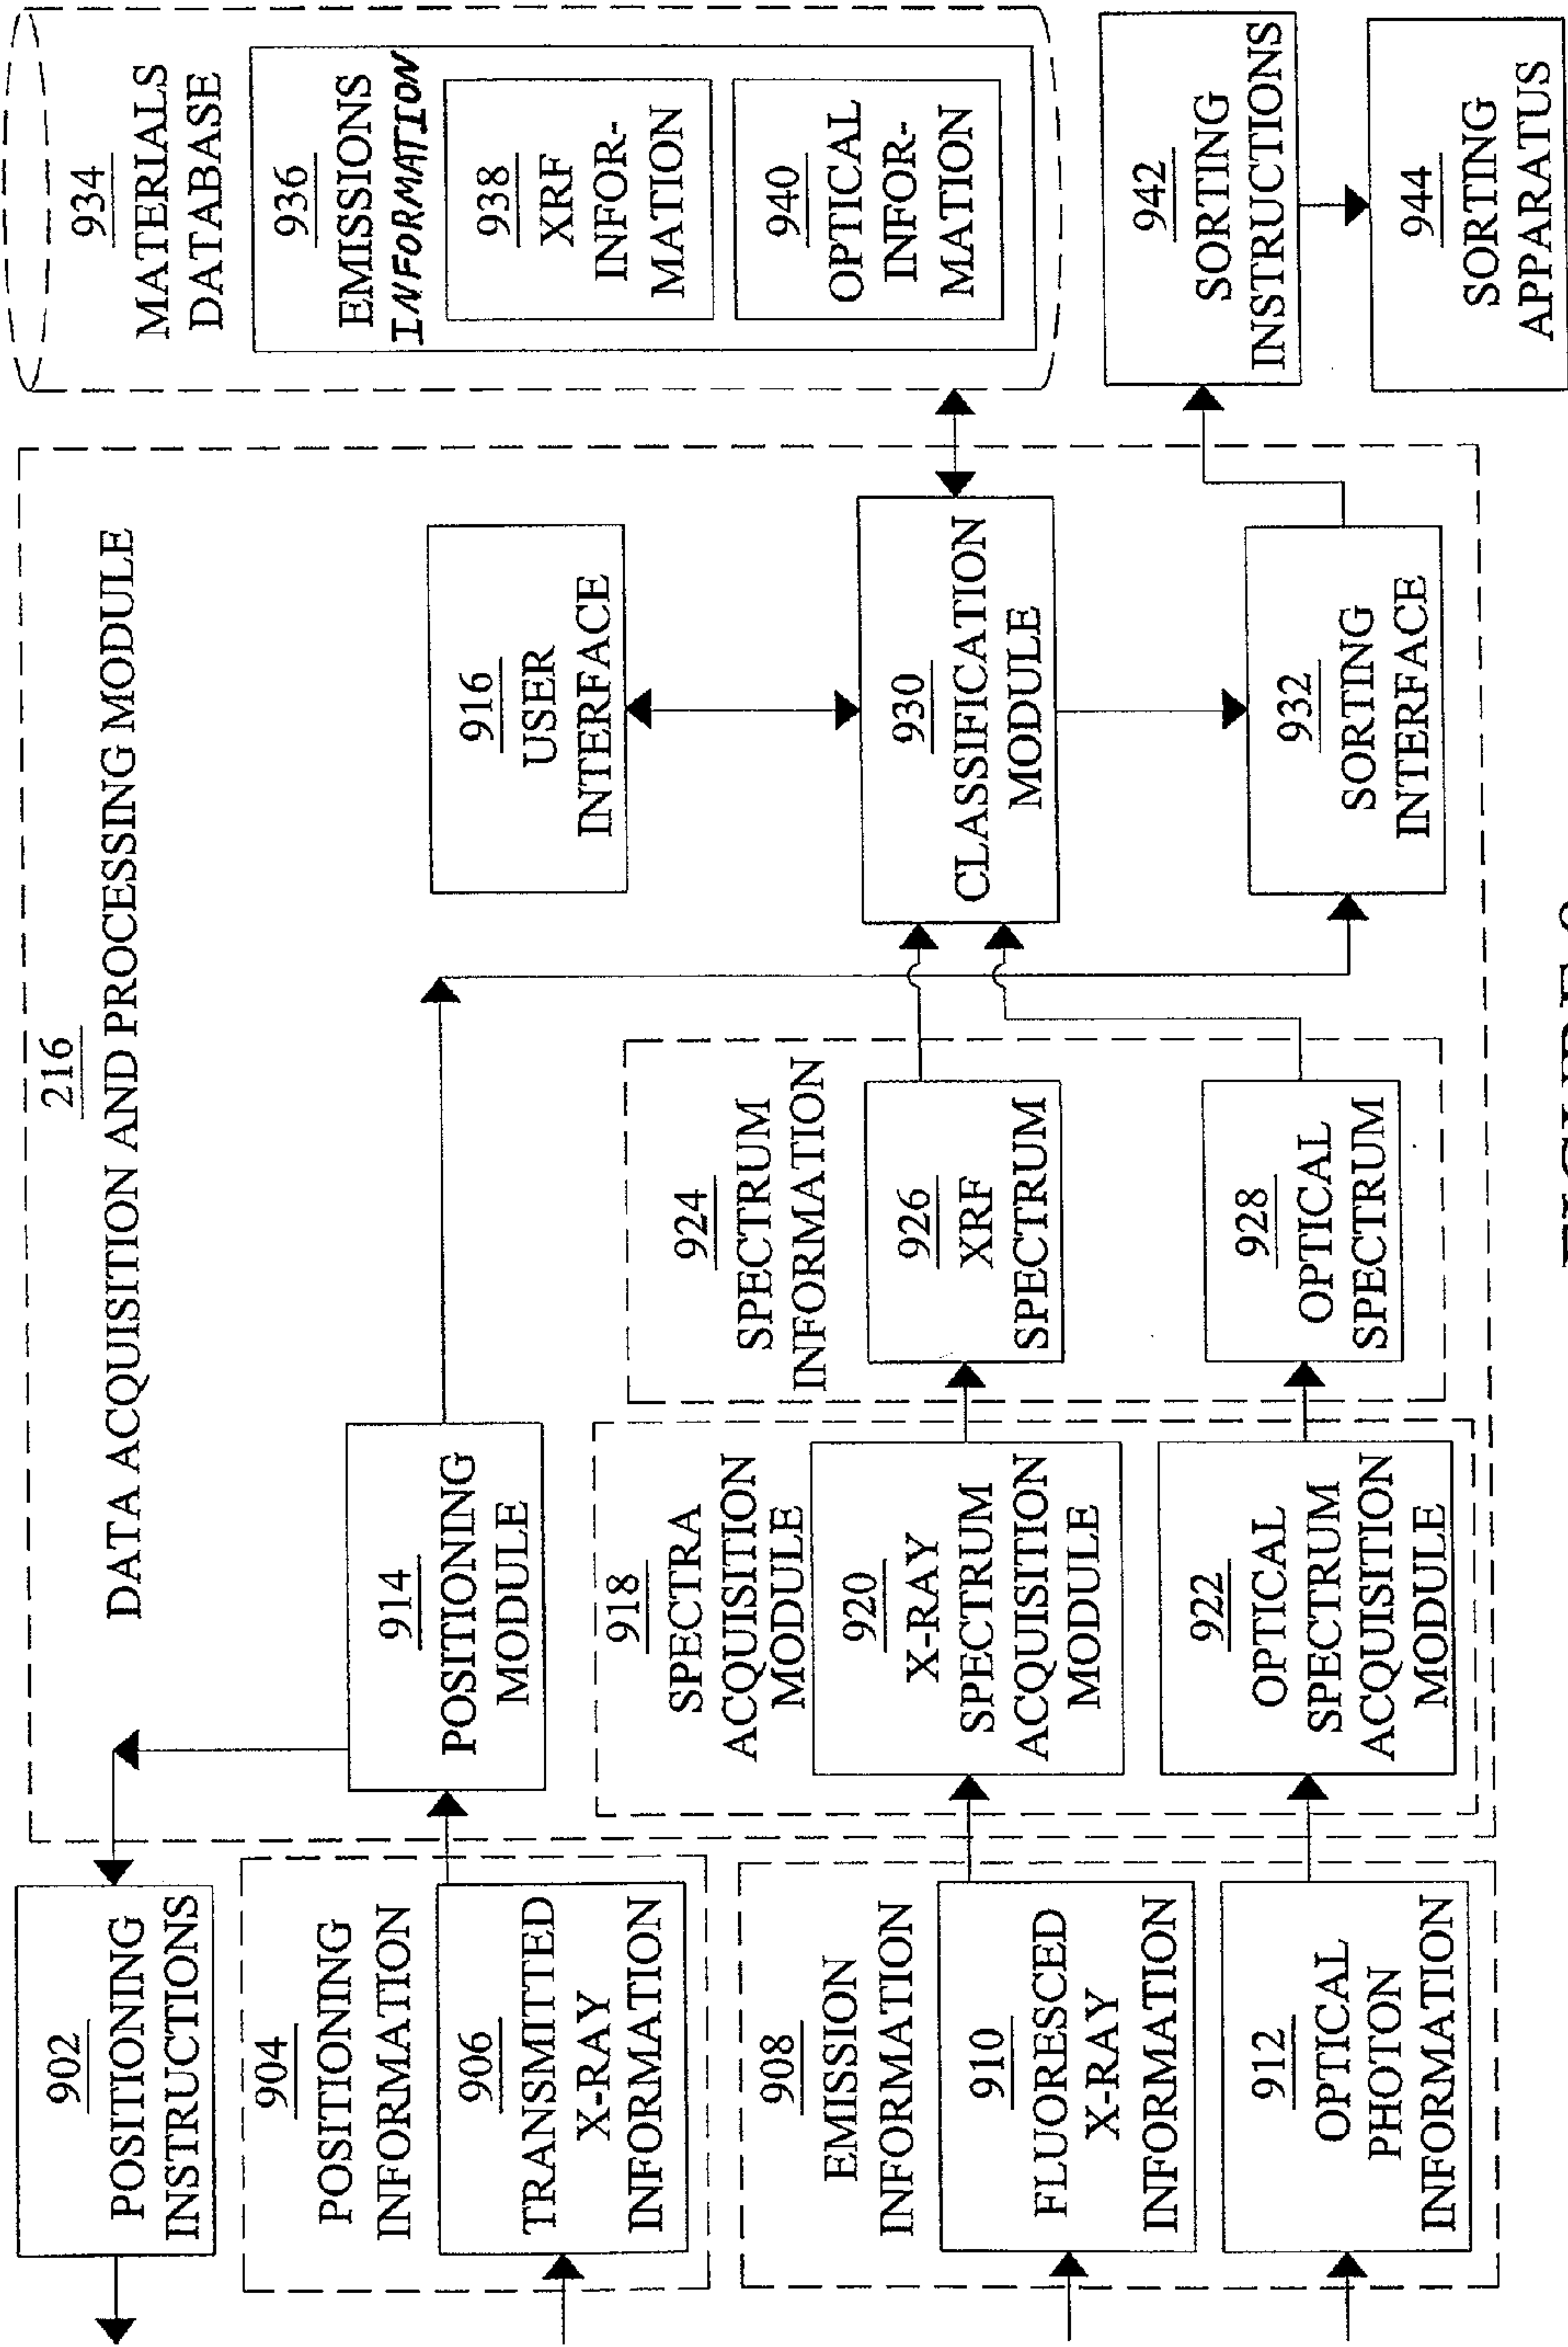 216
DATA ACQUISITION AND PROCESSING MODULE
902
POSITIONING
INSTRUCTIONS
904
POSITIONING
INFORMATION
906
TRANSMITTED
X-RAY
INFORMATION
908
EMISSION
INFORMATION
910
FLUORESCED
X-RAY
INFORMATION
912
OPTICAL
PHOTON
INFORMATION
914
POSITIONING
MODULE
918
SPECTRA
ACQUISITION
MODULE
920
X-RAY
SPECTRUM
ACQUISITION
MODULE
922
OPTICAL
SPECTRUM
ACQUISITION
MODULE
924
SPECTRUM
INFORMATION
926
XRF
SPECTRUM
928
OPTICAL
SPECTRUM
916
USER
INTERFACE
930
CLASSIFICATION
MODULE
932
SORTING
INTERFACE
934
MATERIALS
DATABASE
936
EMISSIONS
INFORMATION
938
XRF
INFOR-
MATION
940
OPTICAL
INFOR-
MATION
942
SORTING
INSTRUCTIONS
944
SORTING
APPARATUS